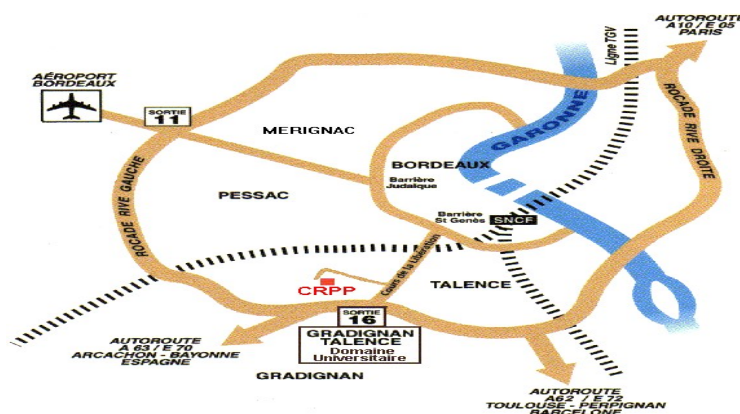 AUTOROUTE
A10 / E 05
PARIS
Ligne TGV
AÉROPORT
BORDEAUX
SORTIE
11
MERIGNAC
GARONNE
BORDEAUX
ROCADE RIVE DROITE
Barrière
Judaïque
ROCADE RIVE GAUCHE
PESSAC
Barrière
St Genès
SNCF
Cours de la Libération
CRPP
TALENCE
SORTIE
16
GRADIGNAN
TALENCE
Domaine
Universitaire
AUTOROUTE
A 63 / E 70
ARCACHON - BAYONNE
ESPAGNE
GRADIGNAN
AUTOROUTE
A62 / E 72
TOULOUSE - PERPIGNAN
BARCELONE